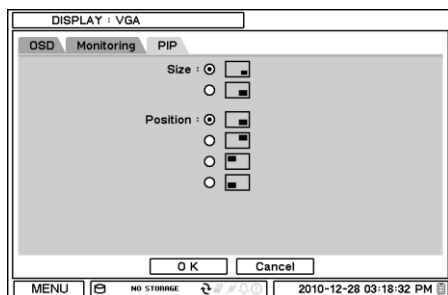 DISPLAY : VGA
OSD Monitoring PIP
Size :
Position :
O K Cancel
MENU NO STORAGE 2010-12-28 03:18:32 PM